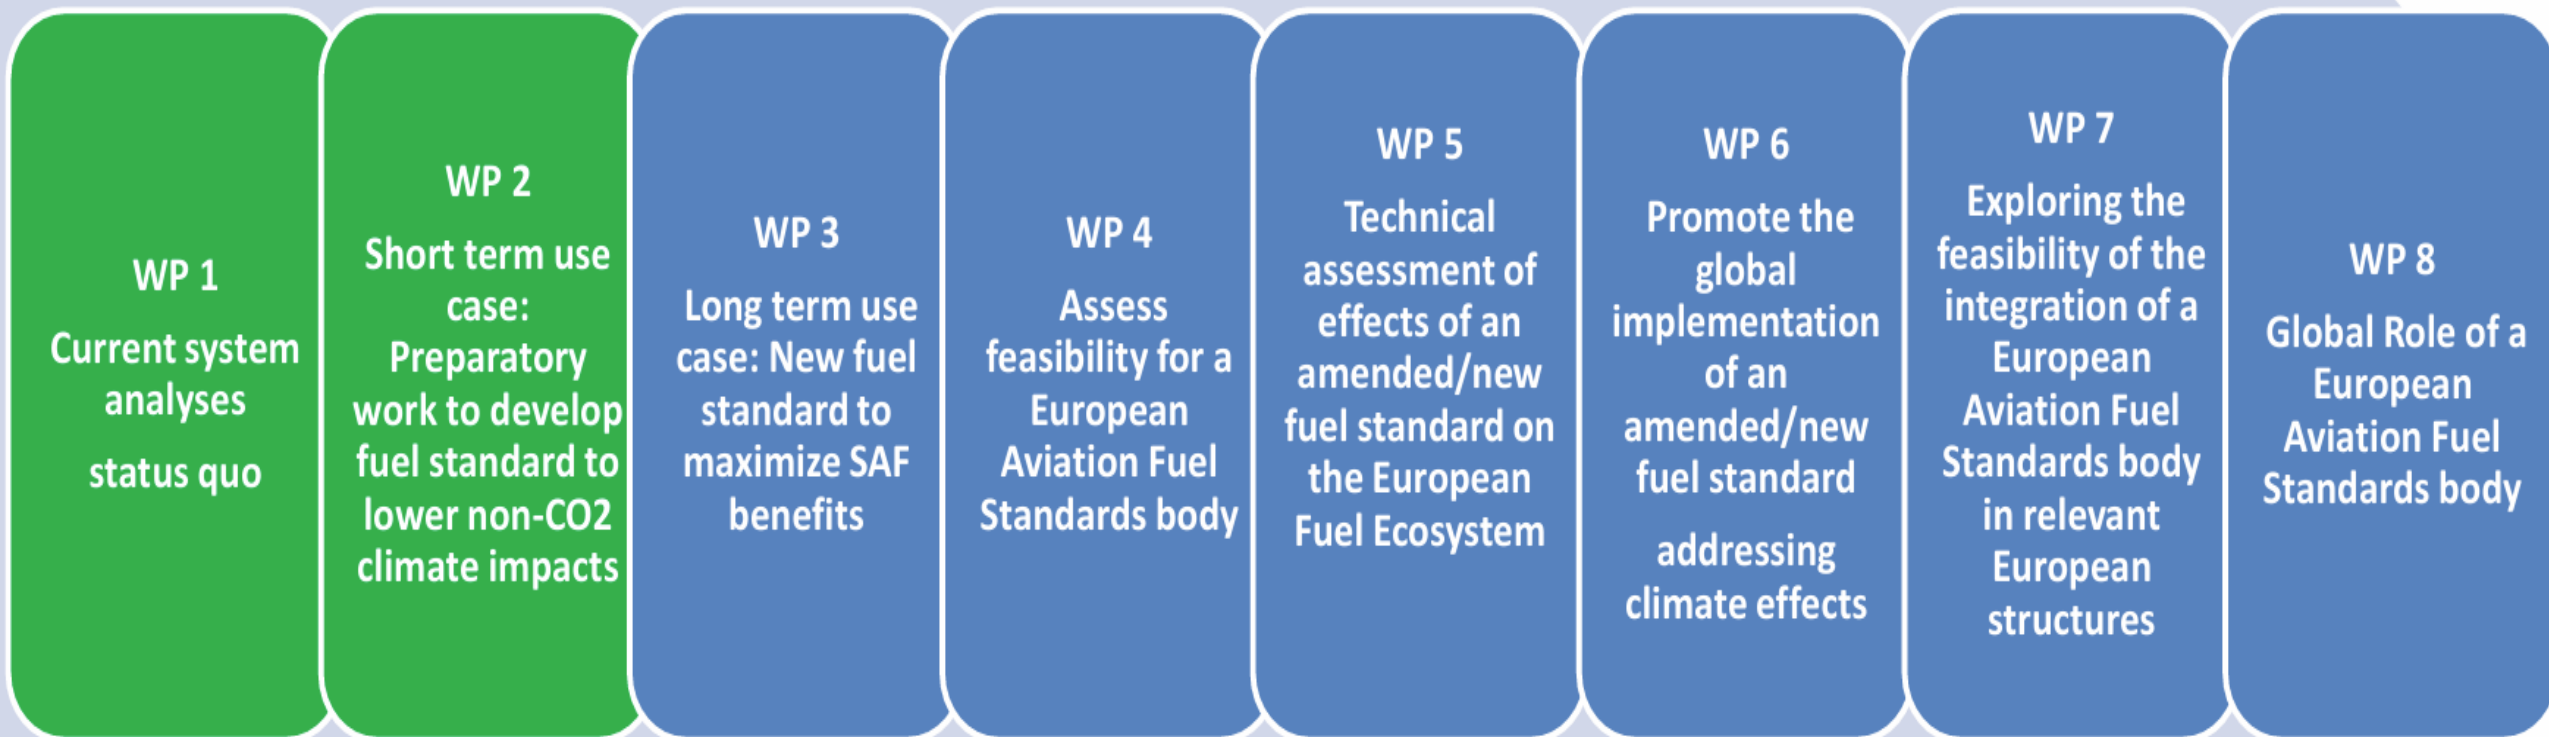 WP 1
Current system
analyses
status quo
WP 2
Short term use
case:
Preparatory
work to develop
fuel standard to
lower non-CO2
climate impacts
WP 3
Long term use
case: New fuel
standard to
maximize SAF
benefits
WP 4
Assess
feasibility for a
European
Aviation Fuel
Standards body
WP 5
Technical
assessment of
effects of an
amended/new
fuel standard on
the European
Fuel Ecosystem
WP 6
Promote the
global
implementation
of an
amended/new
fuel standard
addressing
climate effects
WP 7
Exploring the
feasibility of the
integration of a
European
Aviation Fuel
Standards body
in relevant
European
structures
WP 8
Global Role of a
European
Aviation Fuel
Standards body